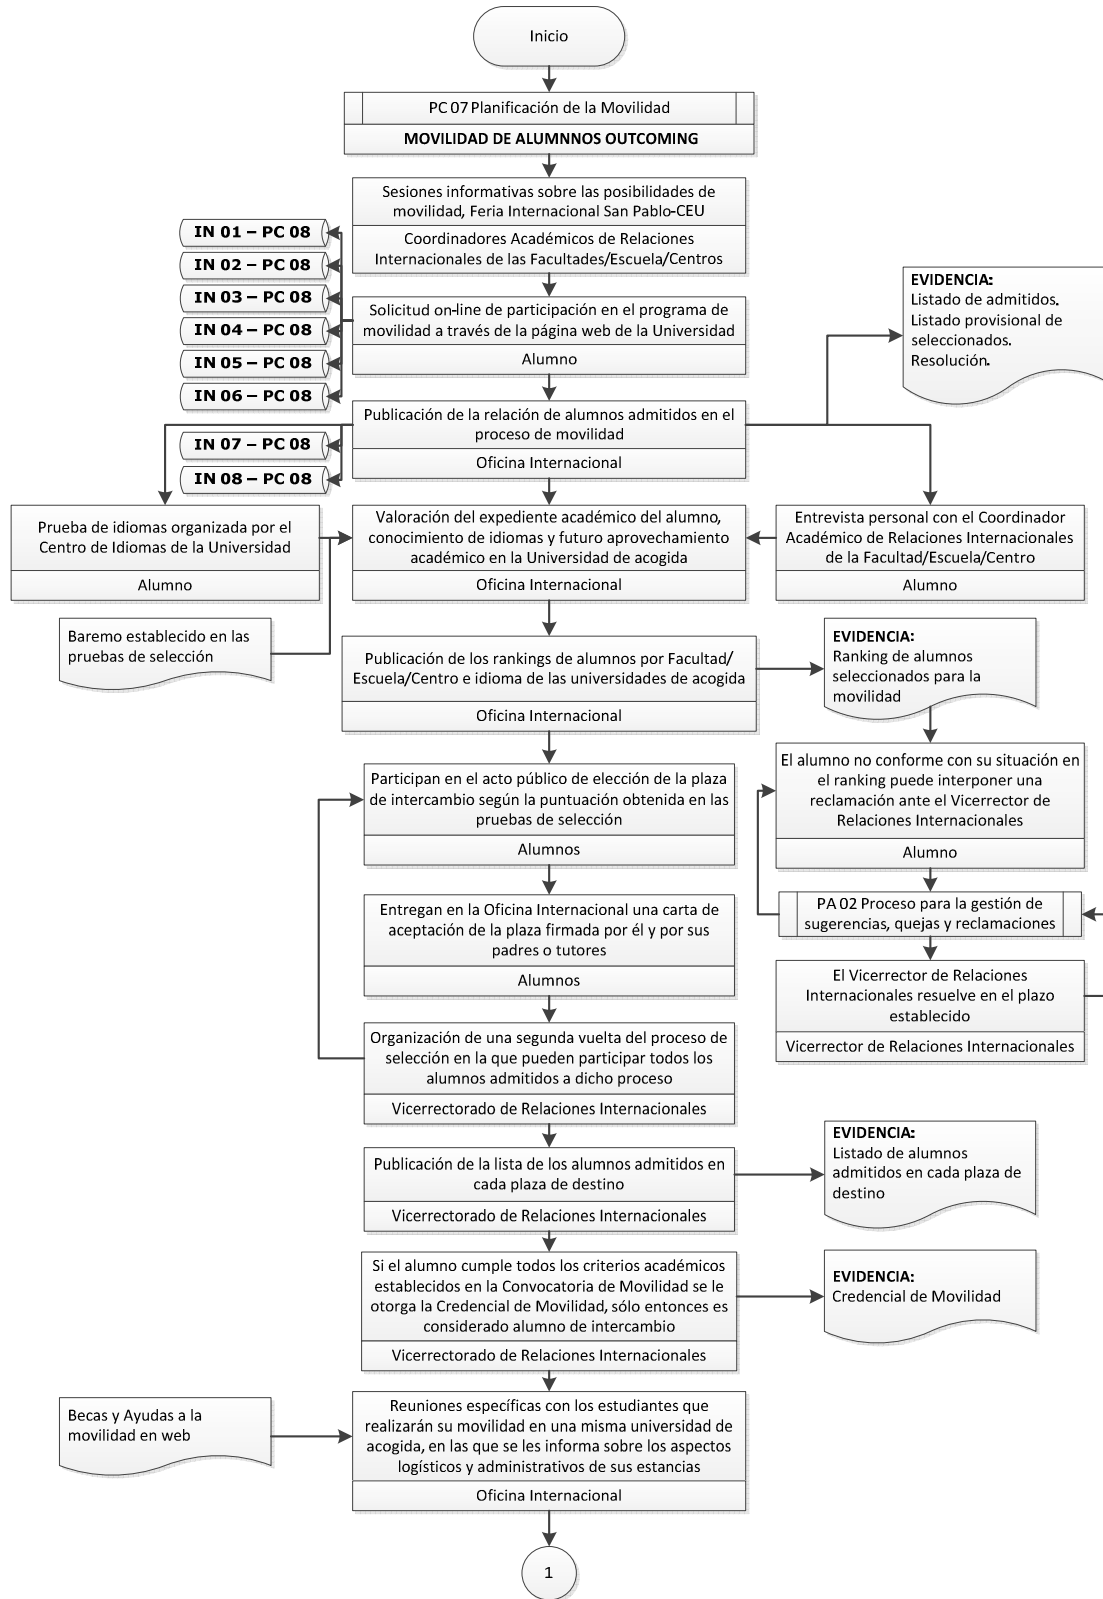 Inicio
PC 07 Planificación de la Movilidad
MOVILIDAD DE ALUMNNOS OUTCOMING
Sesiones informativas sobre las posibilidades de
movilidad, Feria Internacional San Pablo-CEU
Coordinadores Académicos de Relaciones
Internacionales de las Facultades/Escuela/Centros
IN 01 – PC 08
IN 02 – PC 08
IN 03 – PC 08
IN 04 – PC 08
IN 05 – PC 08
IN 06 – PC 08
Solicitud on-line de participación en el programa de
movilidad a través de la página web de la Universidad
Alumno
EVIDENCIA:
Listado de admitidos.
Listado provisional de
seleccionados.
Resolución.
Publicación de la relación de alumnos admitidos en el
proceso de movilidad
Oficina Internacional
IN 07 – PC 08
IN 08 – PC 08
Prueba de idiomas organizada por el
Centro de Idiomas de la Universidad
Alumno
Valoración del expediente académico del alumno,
conocimiento de idiomas y futuro aprovechamiento
académico en la Universidad de acogida
Oficina Internacional
Entrevista personal con el Coordinador
Académico de Relaciones Internacionales
de la Facultad/Escuela/Centro
Alumno
Baremo establecido en las
pruebas de selección
Publicación de los rankings de alumnos por Facultad/
Escuela/Centro e idioma de las universidades de acogida
Oficina Internacional
EVIDENCIA:
Ranking de alumnos
seleccionados para la
movilidad
Participan en el acto público de elección de la plaza
de intercambio según la puntuación obtenida en las
pruebas de selección
Alumnos
El alumno no conforme con su situación en
el ranking puede interponer una
reclamación ante el Vicerrector de
Relaciones Internacionales
Alumno
Entregan en la Oficina Internacional una carta de
aceptación de la plaza firmada por él y por sus
padres o tutores
Alumnos
PA 02 Proceso para la gestión de
sugerencias, quejas y reclamaciones
El Vicerrector de Relaciones
Internacionales resuelve en el plazo
establecido
Vicerrector de Relaciones Internacionales
Organización de una segunda vuelta del proceso de
selección en la que pueden participar todos los
alumnos admitidos a dicho proceso
Vicerrectorado de Relaciones Internacionales
Publicación de la lista de los alumnos admitidos en
cada plaza de destino
Vicerrectorado de Relaciones Internacionales
EVIDENCIA:
Listado de alumnos
admitidos en cada plaza de
destino
Si el alumno cumple todos los criterios académicos
establecidos en la Convocatoria de Movilidad se le
otorga la Credencial de Movilidad, sólo entonces es
considerado alumno de intercambio
Vicerrectorado de Relaciones Internacionales
EVIDENCIA:
Credencial de Movilidad
Becas y Ayudas a la
movilidad en web
Reuniones específicas con los estudiantes que
realizarán su movilidad en una misma universidad de
acogida, en las que se les informa sobre los aspectos
logísticos y administrativos de sus estancias
Oficina Internacional
1